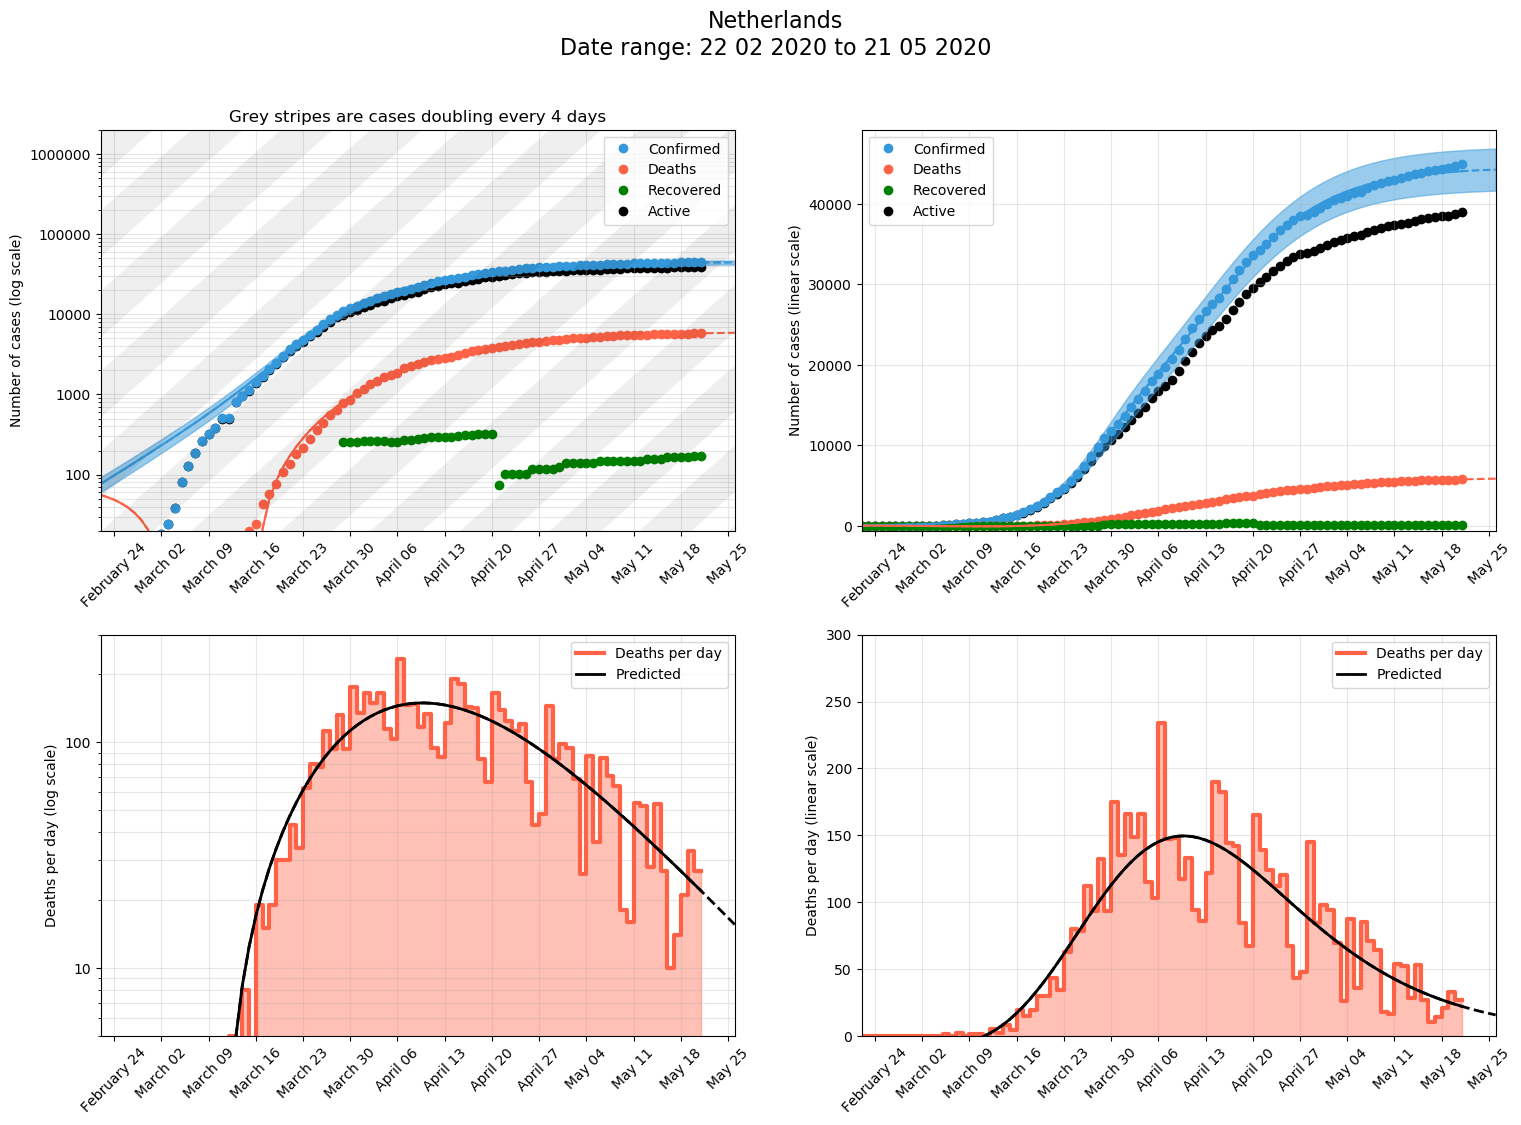 Netherlands
Date range: 22 02 2020 to 21 05 2020
Grey stripes are cases doubling every 4 days
Number of cases (log scale)
1000000
100000
10000
1000
100
Confirmed
Deaths
Recovered
Active
February 24
March 02
March 09
March 16
March 23
March 30
April 06
April 13
April 20
April 27
May 04
May 11
May 18
May 25
Number of cases (linear scale)
40000
30000
20000
10000
0
Confirmed
Deaths
Recovered
Active
February 24
March 02
March 09
March 16
March 23
March 30
April 06
April 13
April 20
April 27
May 04
May 11
May 18
May 25
Deaths per day (log scale)
100
10
Deaths per day
Predicted
February 24
March 02
March 09
March 16
March 23
March 30
April 06
April 13
April 20
April 27
May 04
May 11
May 18
May 25
Deaths per day (linear scale)
300
250
200
150
100
50
0
Deaths per day
Predicted
February 24
March 02
March 09
March 16
March 23
March 30
April 06
April 13
April 20
April 27
May 04
May 11
May 18
May 25